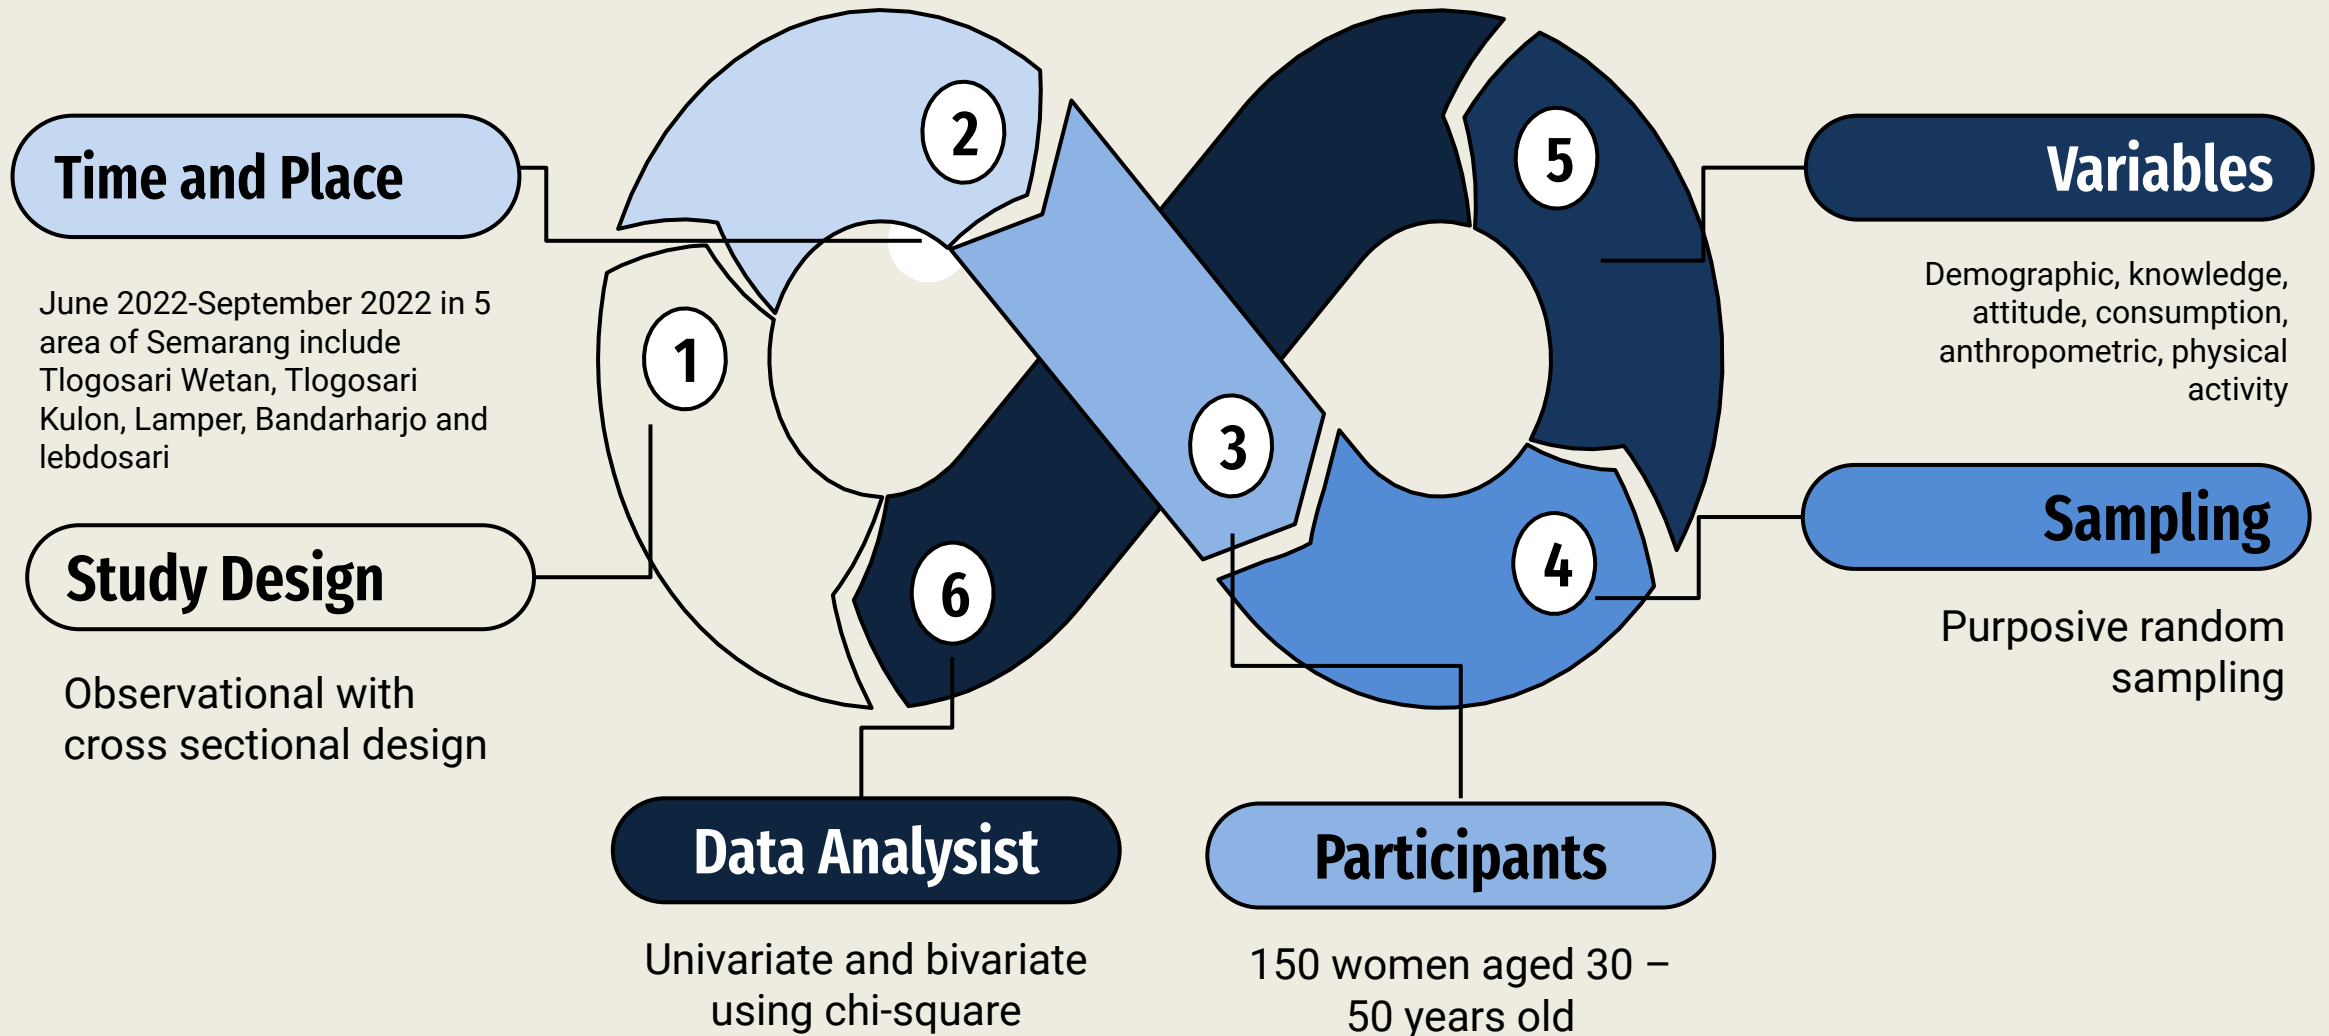 Time and Place
June 2022-September 2022 in 5
area of Semarang include
Tlogosari Wetan, Tlogosari
Kulon, Lamper, Bandarharjo and
lebdosari
Study Design
Observational with
cross sectional design
1
2
3
4
5
6
Data Analysist
Univariate and bivariate
using chi-square
Participants
150 women aged 30 –
50 years old
Variables
Demographic, knowledge,
attitude, consumption,
anthropometric, physical
activity
Sampling
Purposive random
sampling